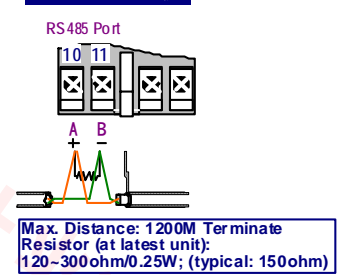 RS485 Port
10 11
A B
+ -
Max. Distance: 1200M Terminate
Resistor (at latest unit):
120~300ohm/0.25W; (typical: 150ohm)